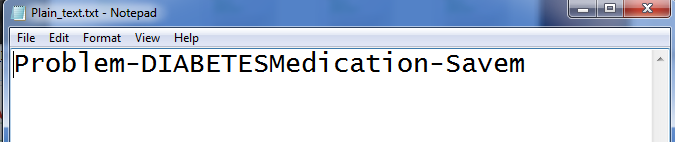 Plain_text.txt - Notepad
File Edit Format View Help
Problem-DIABETESMedication-Savem